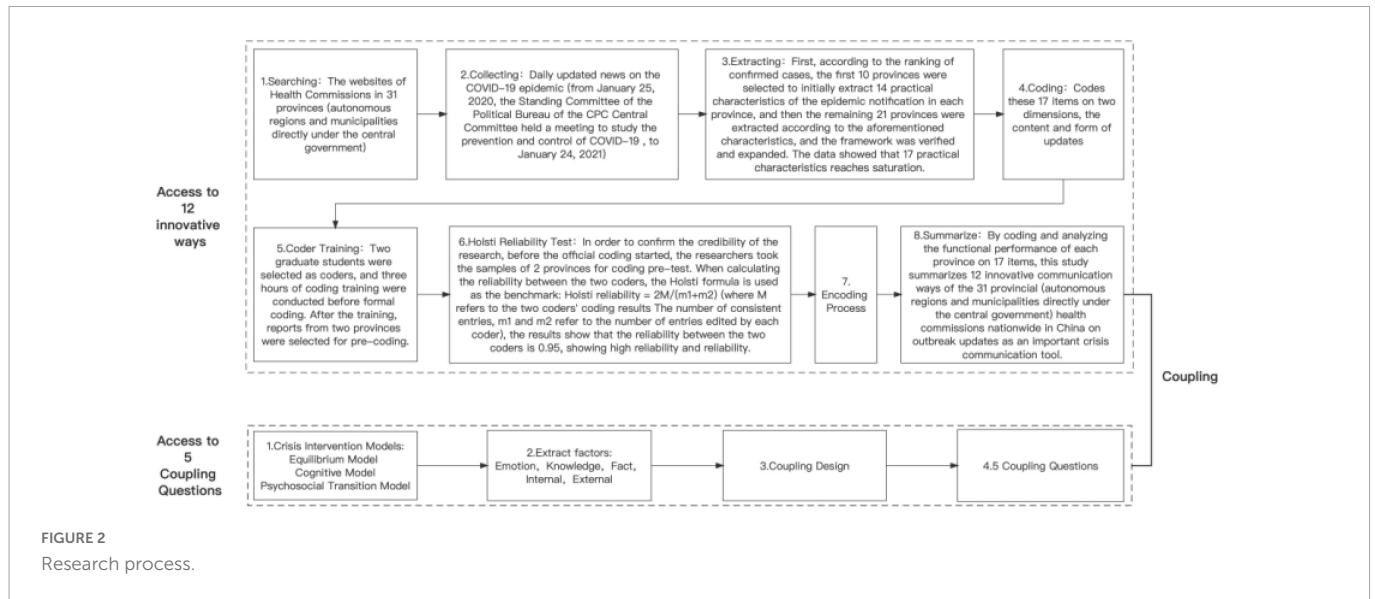 1.Searching: The websites of
Health Commissions in 31
provinces (autonomous
regions and municipalities
directly under the central
government)
2.Collecting: Daily updated news on the
COVID-19 epidemic (from January 25,
2020, the Standing Committee of the
Political Bureau of the CPC Central
Committee held a meeting to study the
prevention and control of COVID-19 , to
January 24, 2021)
3.Extracting: First, according to the ranking of
confirmed cases, the first 10 provinces were
selected to initially extract 14 practical
characteristics of the epidemic notification in each
province, and then the remaining 21 provinces were
extracted according to the aforementioned
characteristics, and the framework was verified
and expanded. The data showed that 17 practical
characteristics reaches saturation.
4.Coding: Codes
these 17 items on two
dimensions, the
content and form of
updates
Access to
12
innovative
ways
5.Coder Training: Two
graduate students were
selected as coders, and three
hours of coding training were
conducted before formal
coding. After the training,
reports from two provinces
were selected for pre-coding.
6.Holsti Reliability Test: In order to confirm the credibility of the
research, before the official coding started, the researchers took
the samples of 2 provinces for coding pre-test. When calculating
the reliability between the two coders, the Holsti formula is used
as the benchmark: Holsti reliability = 2M/(m1+m2) (where M
refers to the two coders' coding results The number of consistent
entries, m1 and m2 refer to the number of entries edited by each
coder), the results show that the reliability between the two
coders is 0.95, showing high reliability and reliability.
7.
Encoding
Process
8.Summarize: By coding and analyzing
the functional performance of each
province on 17 items, this study
summarizes 12 innovative communication
ways of the 31 provincial (autonomous
regions and municipalities directly under
the central government) health
commissions nationwide in China on
outbreak updates as an important crisis
communication tool.
Coupling
Access to
5
Coupling
Questions
1.Crisis Intervention Models:
Equilibrium Model
Cognitive Model
Psychosocial Transition Model
2.Extract factors:
Emotion, Knowledge, Fact,
Internal, External
3.Coupling Design
4.5 Coupling Questions
FIGURE 2
Research process.